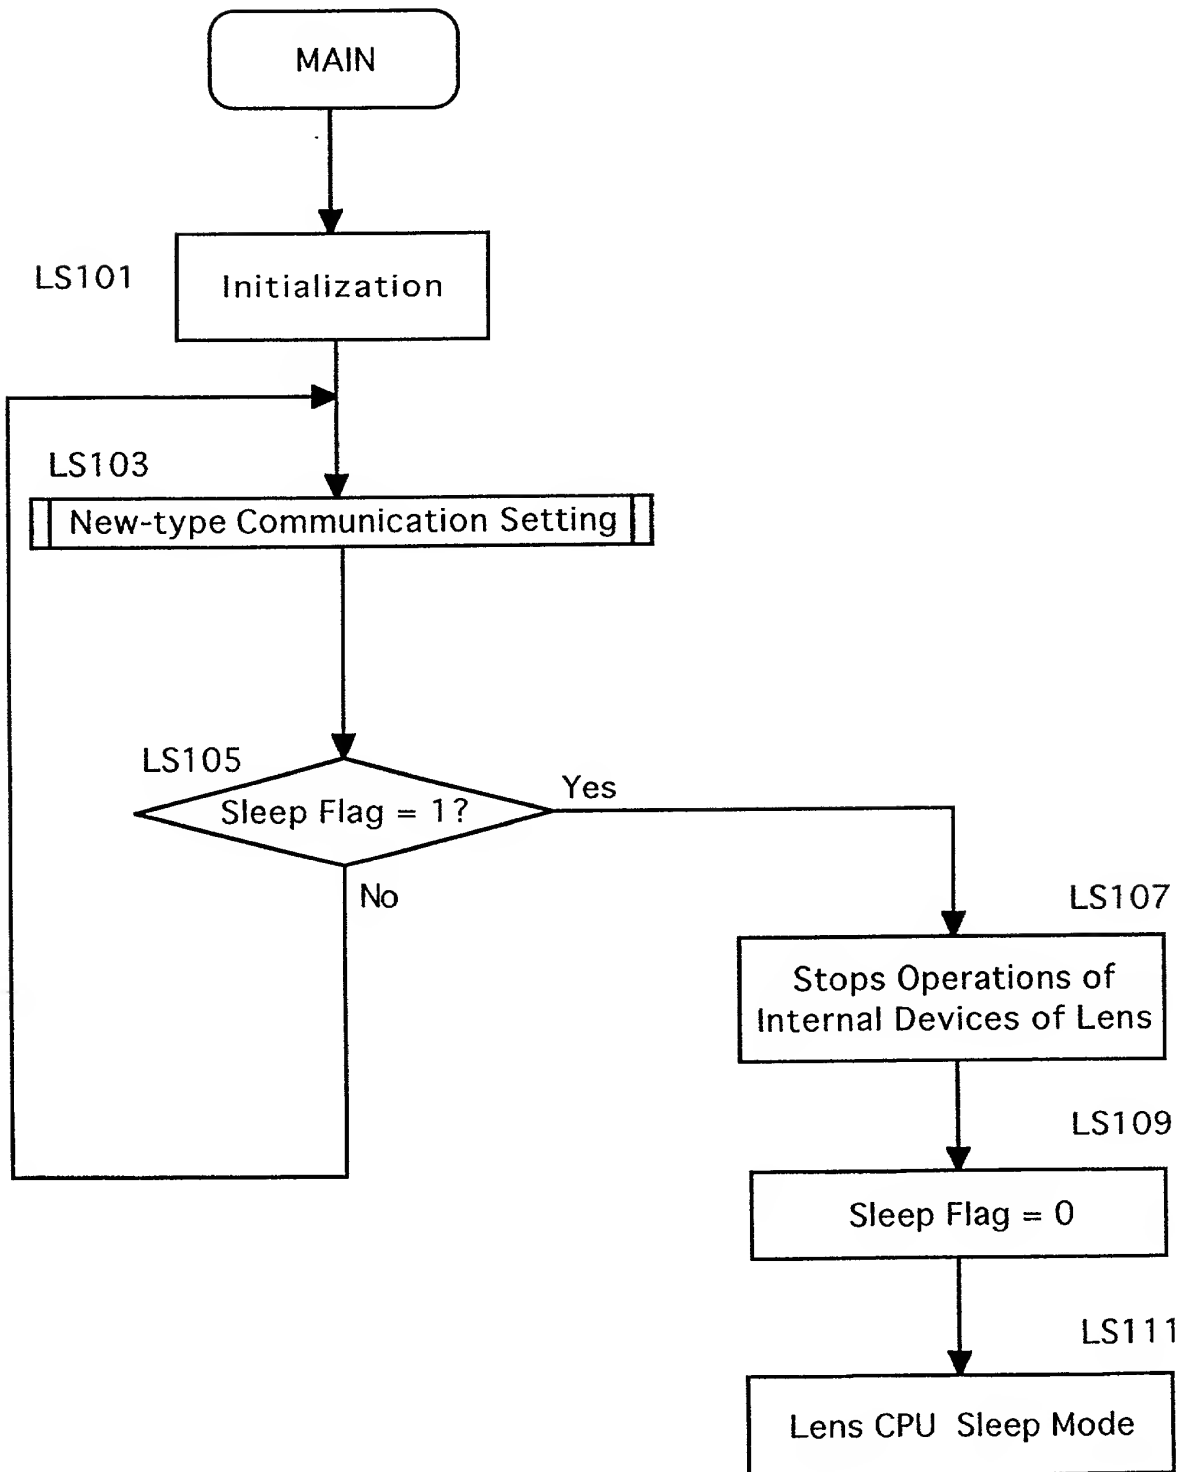 MAIN
LS101
Initialization
LS103
New-type Communication Setting
LS105
Sleep Flag = 1?
Yes
No
LS107
Stops Operations of
Internal Devices of Lens
LS109
Sleep Flag = 0
LS111
Lens CPU Sleep Mode